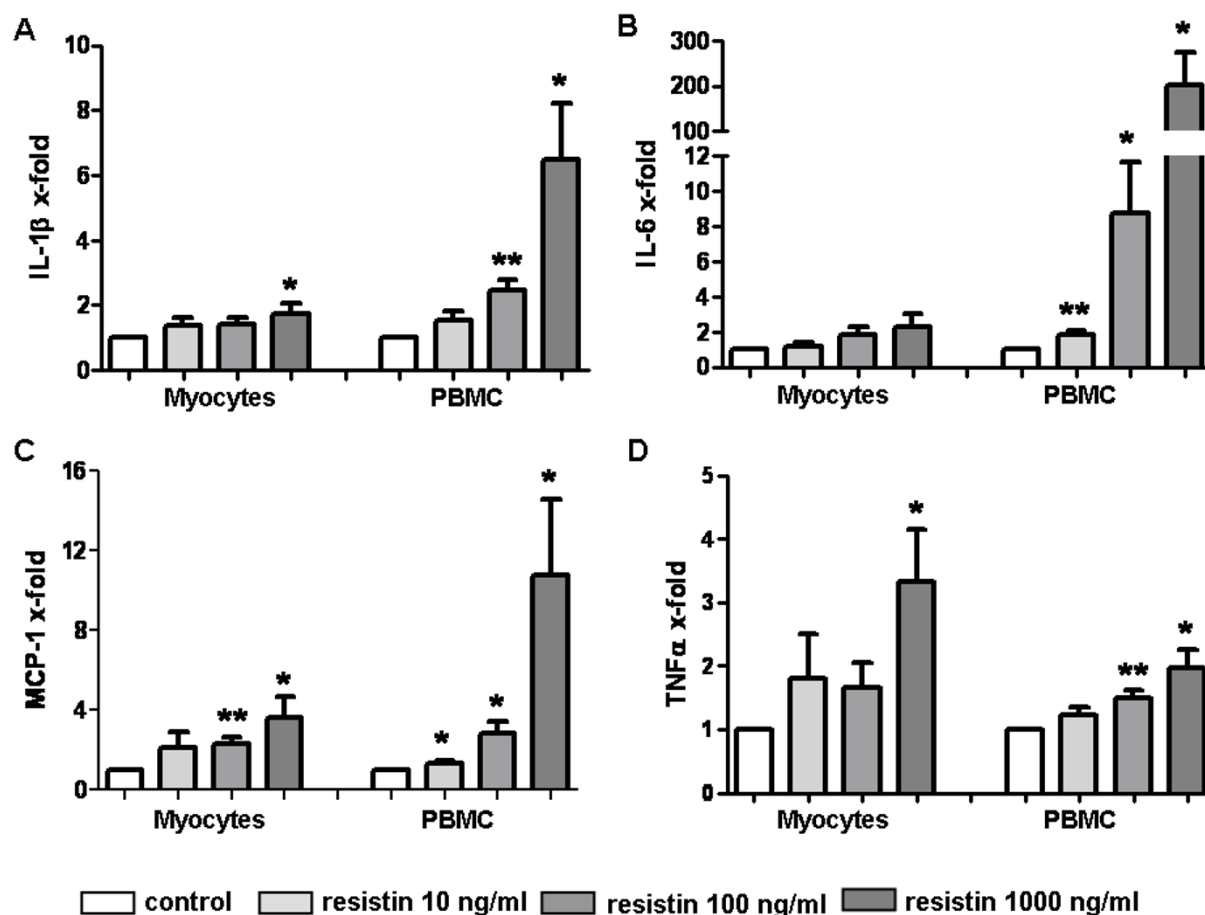 A
IL-1β x-fold
10
8
6
4
2
0
*
**
*
Myocytes
PBMC
B
IL-6 x-fold
300
200
100
12
10
8
6
4
2
0
**
*
*
Myocytes
PBMC
C
MCP-1 x-fold
16
12
8
4
0
**
*
*
*
*
Myocytes
PBMC
D
TNFα x-fold
5
4
3
2
1
0
*
**
*
Myocytes
PBMC
control resistin 10 ng/ml resistin 100 ng/ml resistin 1000 ng/ml